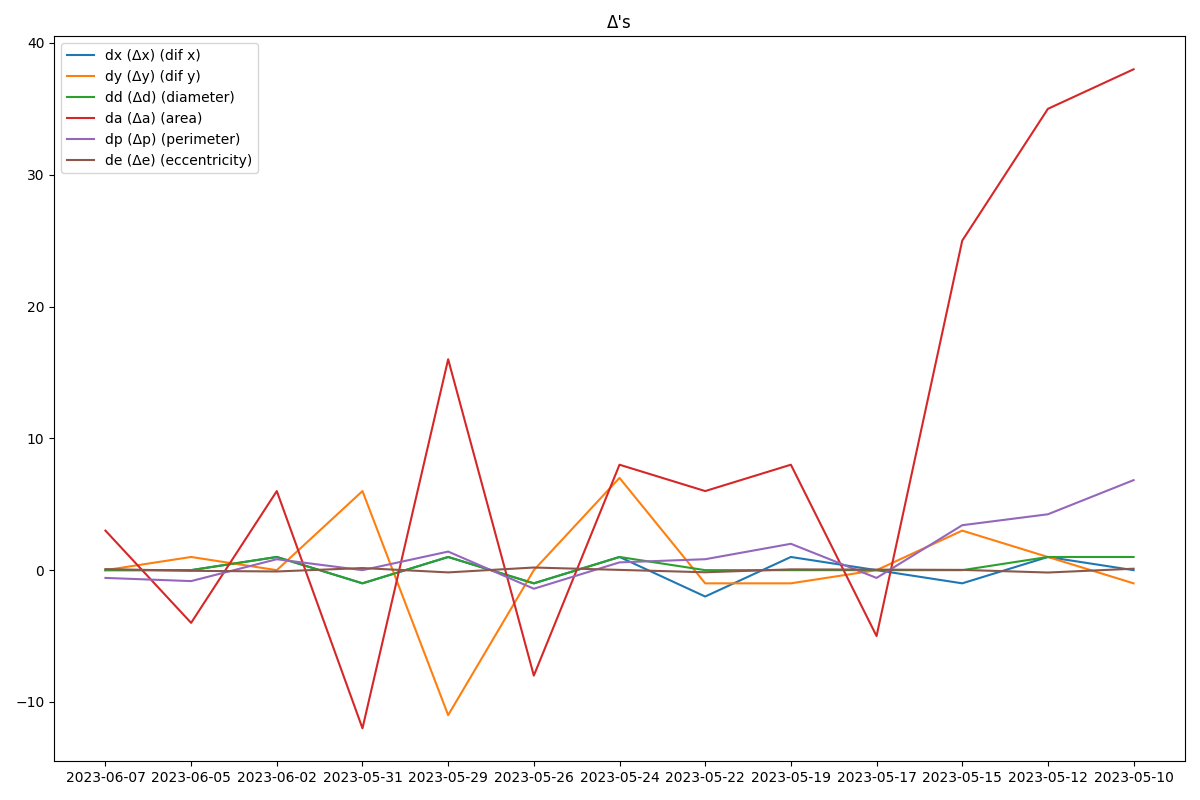 Δ's
dx (Δx) (dif x)
dy (Δy) (dif y)
dd (Δd) (diameter)
da (Δa) (area)
dp (Δp) (perimeter)
de (Δe) (eccentricity)
40
30
20
10
0
−10
2023-06-07 2023-06-05 2023-06-02 2023-05-31 2023-05-29 2023-05-26 2023-05-24 2023-05-22 2023-05-19 2023-05-17 2023-05-15 2023-05-12 2023-05-10